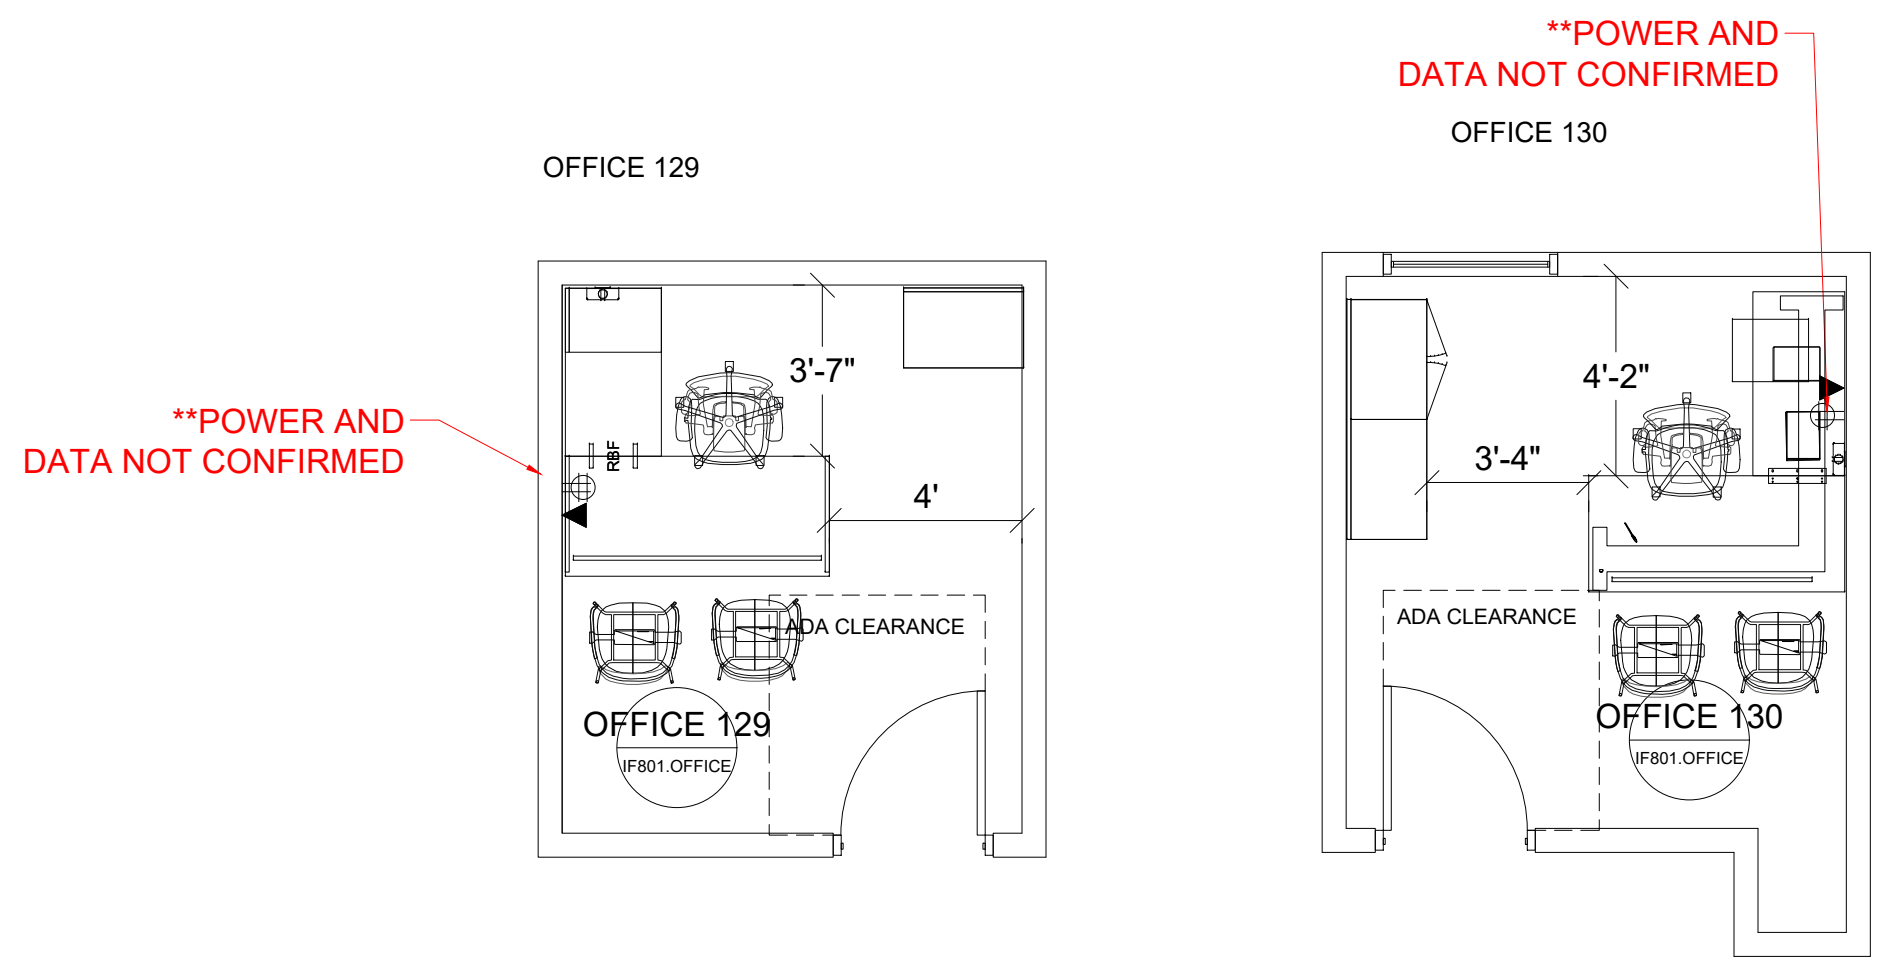 **POWER AND
DATA NOT CONFIRMED
OFFICE 130
OFFICE 129
3'-7"
4'-2"
**POWER AND
DATA NOT CONFIRMED
RBF
3'-4"
4'
ADA CLEARANCE
ADA CLEARANCE
OFFICE 129
IF801.OFFICE
OFFICE 130
IF801.OFFICE